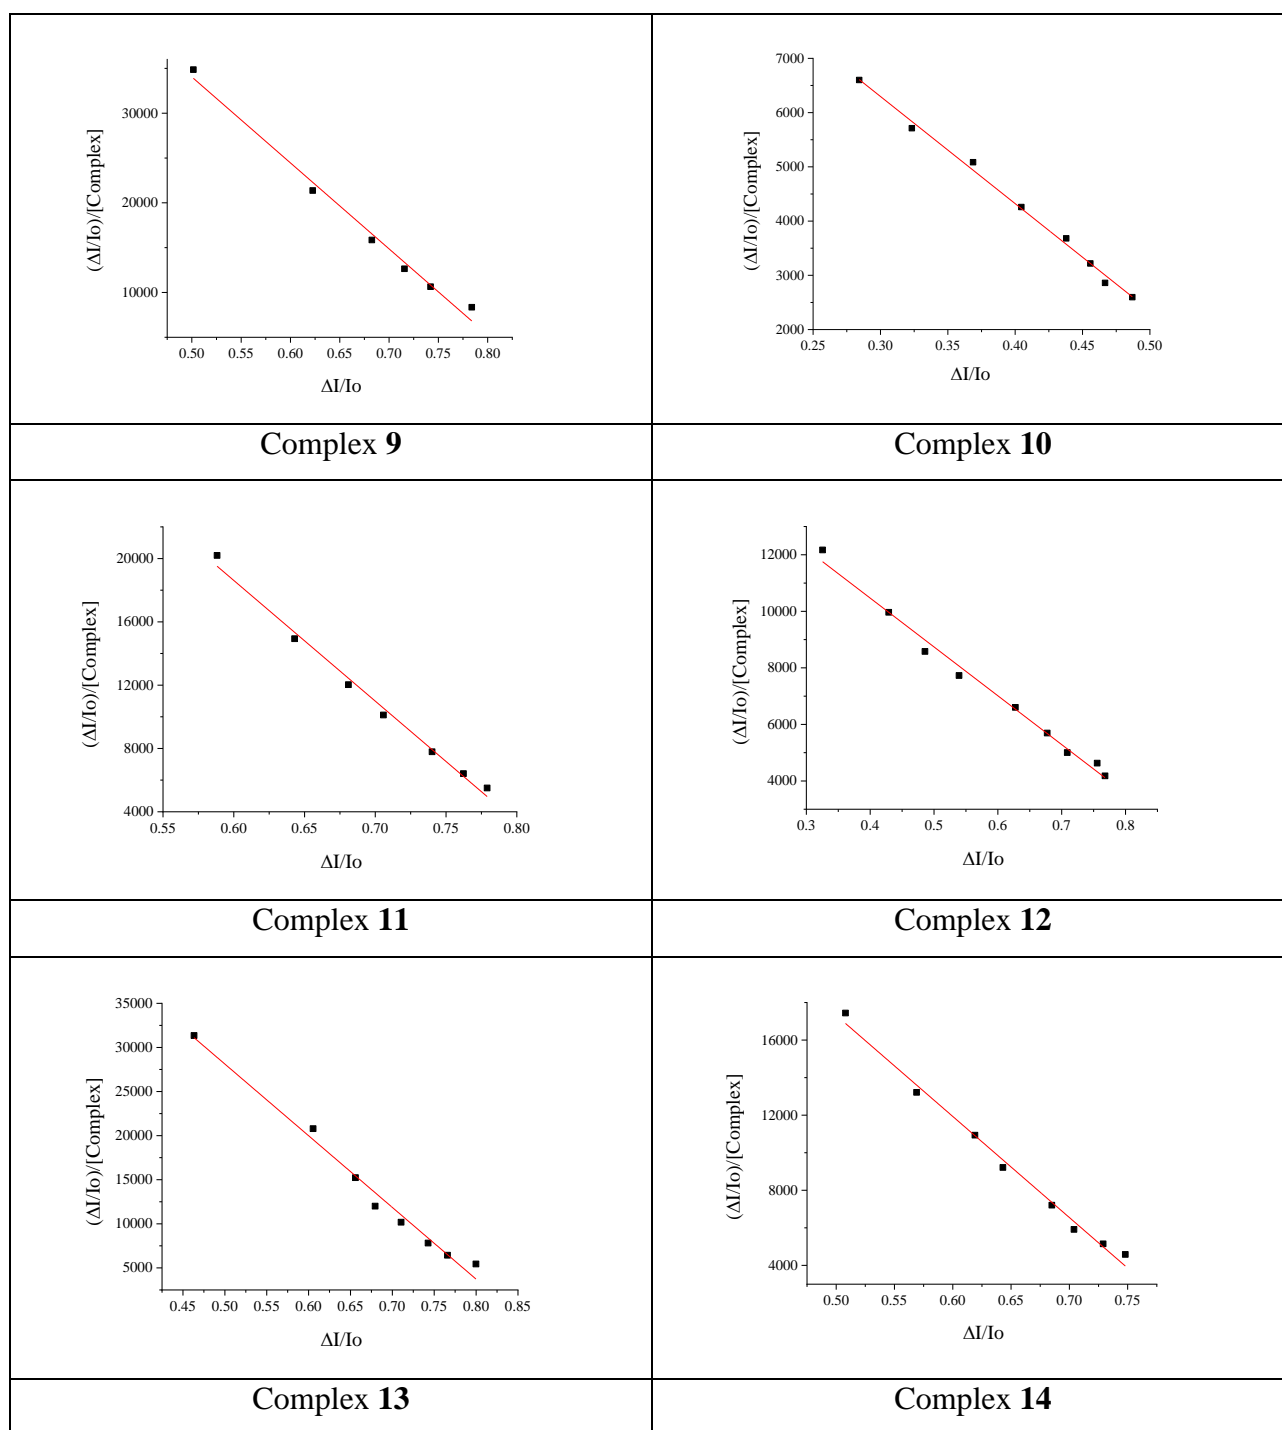 (ΔI/Io)/[Complex]
30000
20000
10000
0.50 0.55 0.60 0.65 0.70 0.75 0.80
ΔI/Io
(ΔI/Io)/[Complex]
7000
6000
5000
4000
3000
2000
0.25 0.30 0.35 0.40 0.45 0.50
ΔI/Io
Complex 9
Complex 10
(ΔI/Io)/[Complex]
20000
16000
12000
8000
4000
0.55 0.60 0.65 0.70 0.75 0.80
ΔI/Io
(ΔI/Io)/[Complex]
12000
10000
8000
6000
4000
0.3 0.4 0.5 0.6 0.7 0.8
ΔI/Io
Complex 11
Complex 12
(ΔI/Io)/[Complex]
35000
30000
25000
20000
15000
10000
5000
0.45 0.50 0.55 0.60 0.65 0.70 0.75 0.80 0.85
ΔI/Io
(ΔI/Io)/[Complex]
16000
12000
8000
4000
0.50 0.55 0.60 0.65 0.70 0.75
ΔI/Io
Complex 13
Complex 14